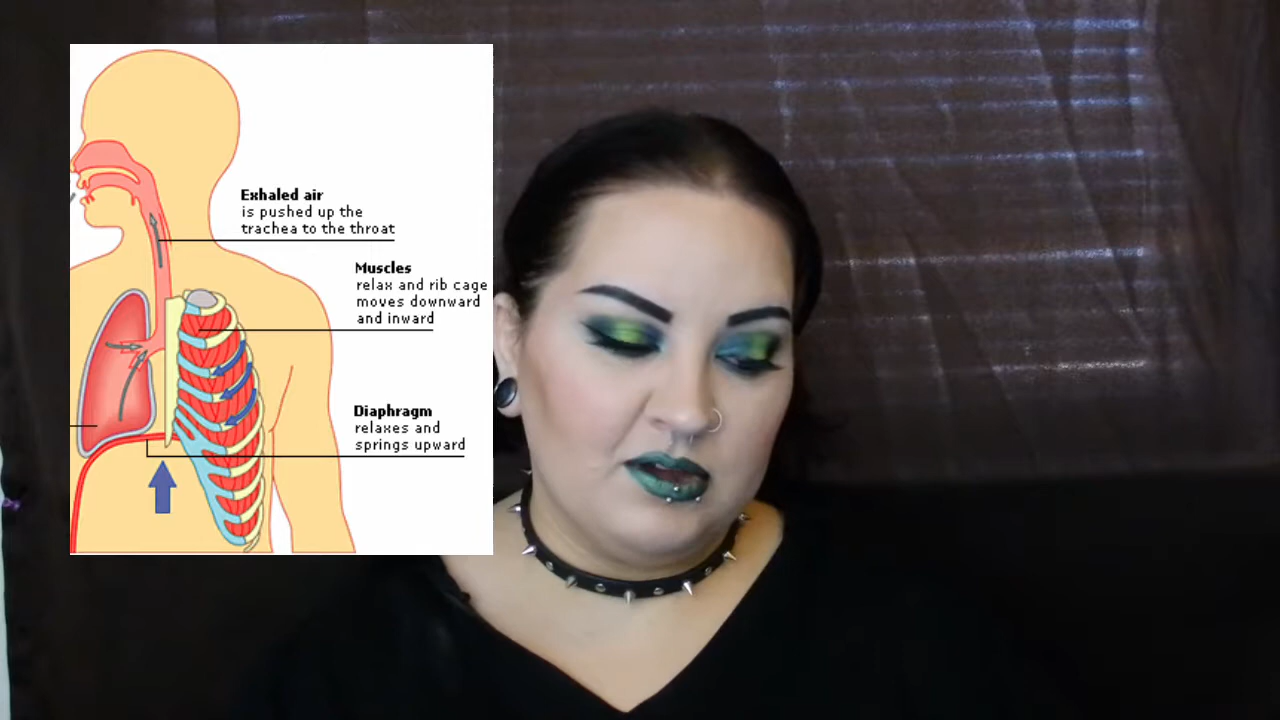 Exhaled air
is pushed up the
trachea to the throat
Muscles
relax and rib cage
moves downward
and inward
Diaphragm
relaxes and
springs upward